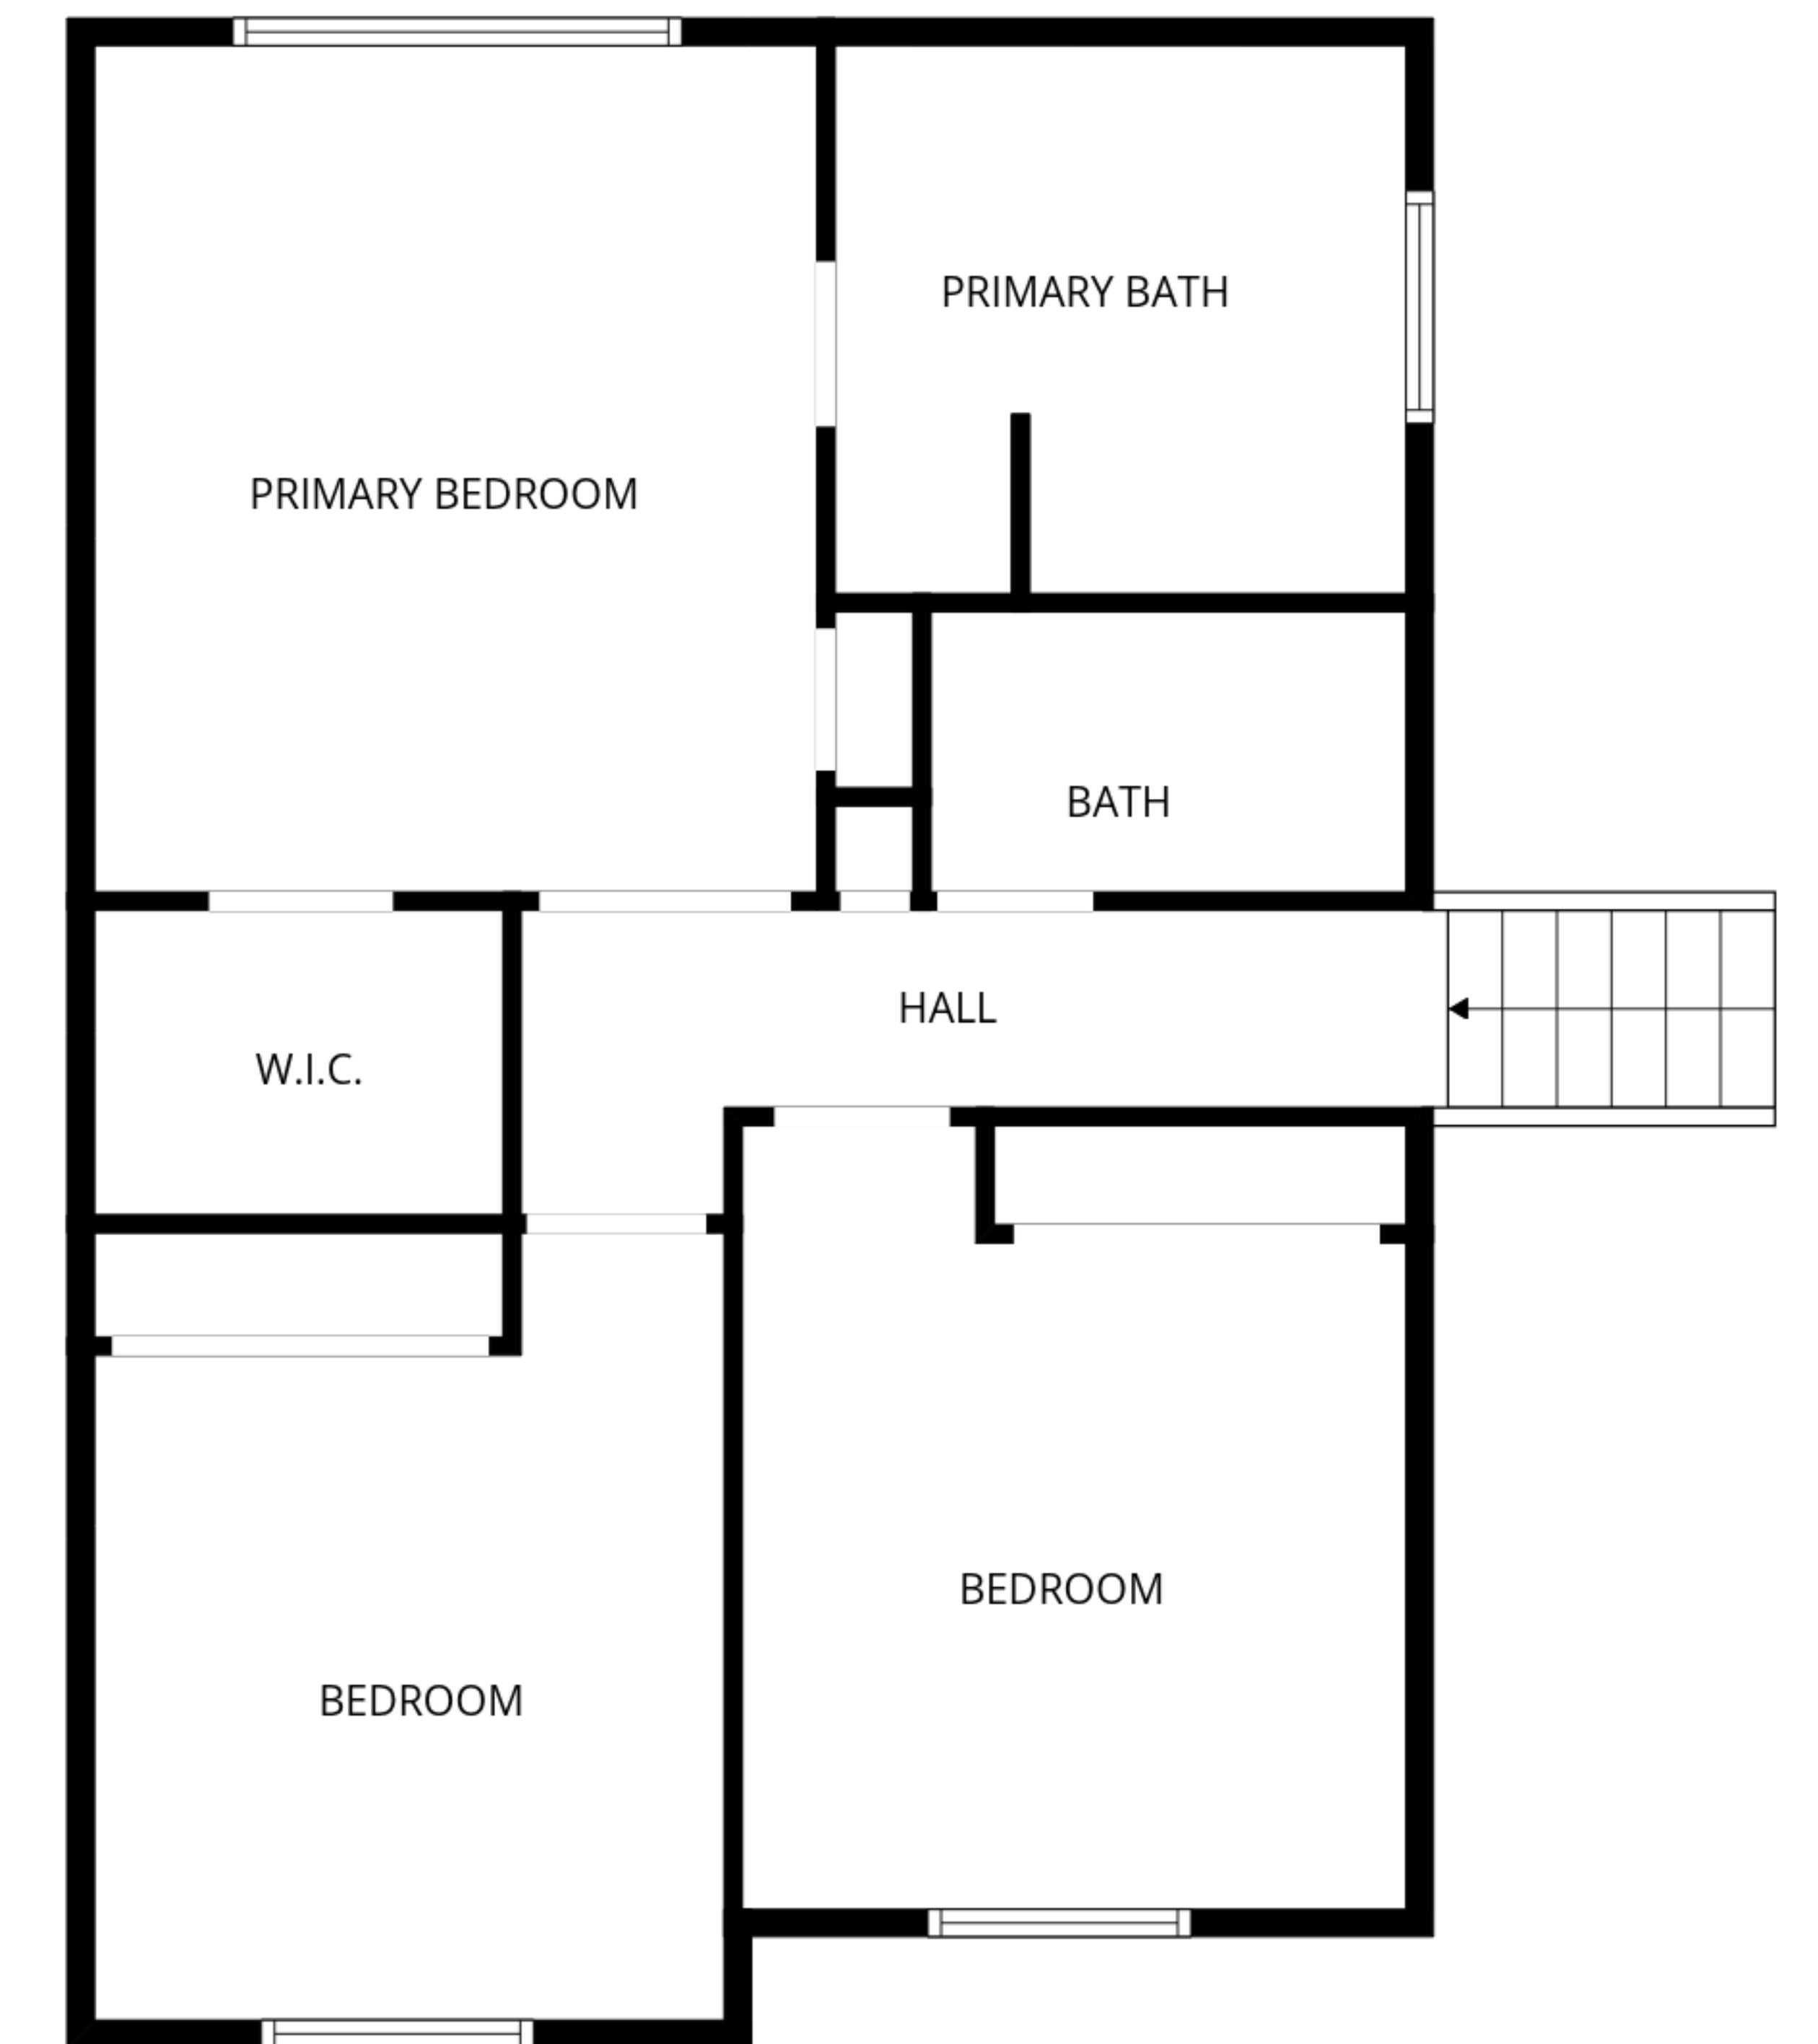 PRIMARY BATH
PRIMARY BEDROOM
BATH
HALL
W.I.C.
BEDROOM
BEDROOM